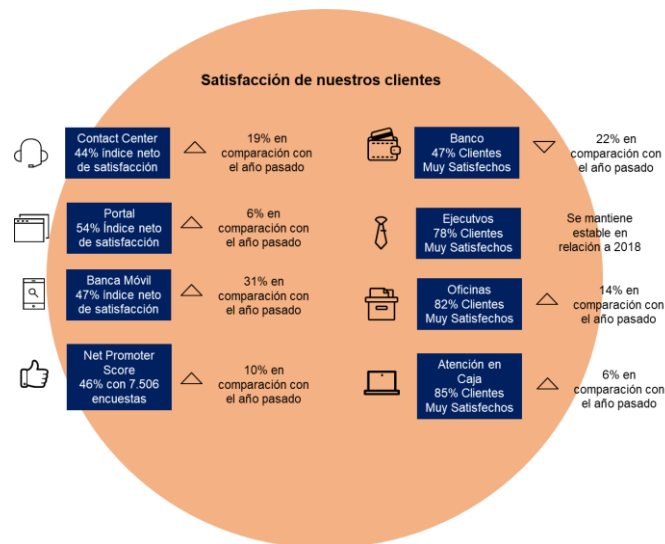 Satisfacción de nuestros clientes
Contact Center
44% índice neto
de satisfacción
19% en
comparación con
el año pasado
Portal
54% Índice neto
de satisfacción
6% en
comparación con
el año pasado
Banca Móvil
47% índice neto
de satisfacción
31% en
comparación con
el año pasado
Net Promoter
Score
46% con 7.506
encuestas
10% en
comparación con
el año pasado
Banco
47% Clientes
Muy Satisfechos
22% en
comparación con
el año pasado
Ejecutvos
78% Clientes
Muy Satisfechos
Se mantiene
estable en
relación a 2018
Oficinas
82% Clientes
Muy Satisfechos
14% en
comparación con
el año pasado
Atención en
Caja
85% Clientes
Muy Satisfechos
6% en
comparación con
el año pasado